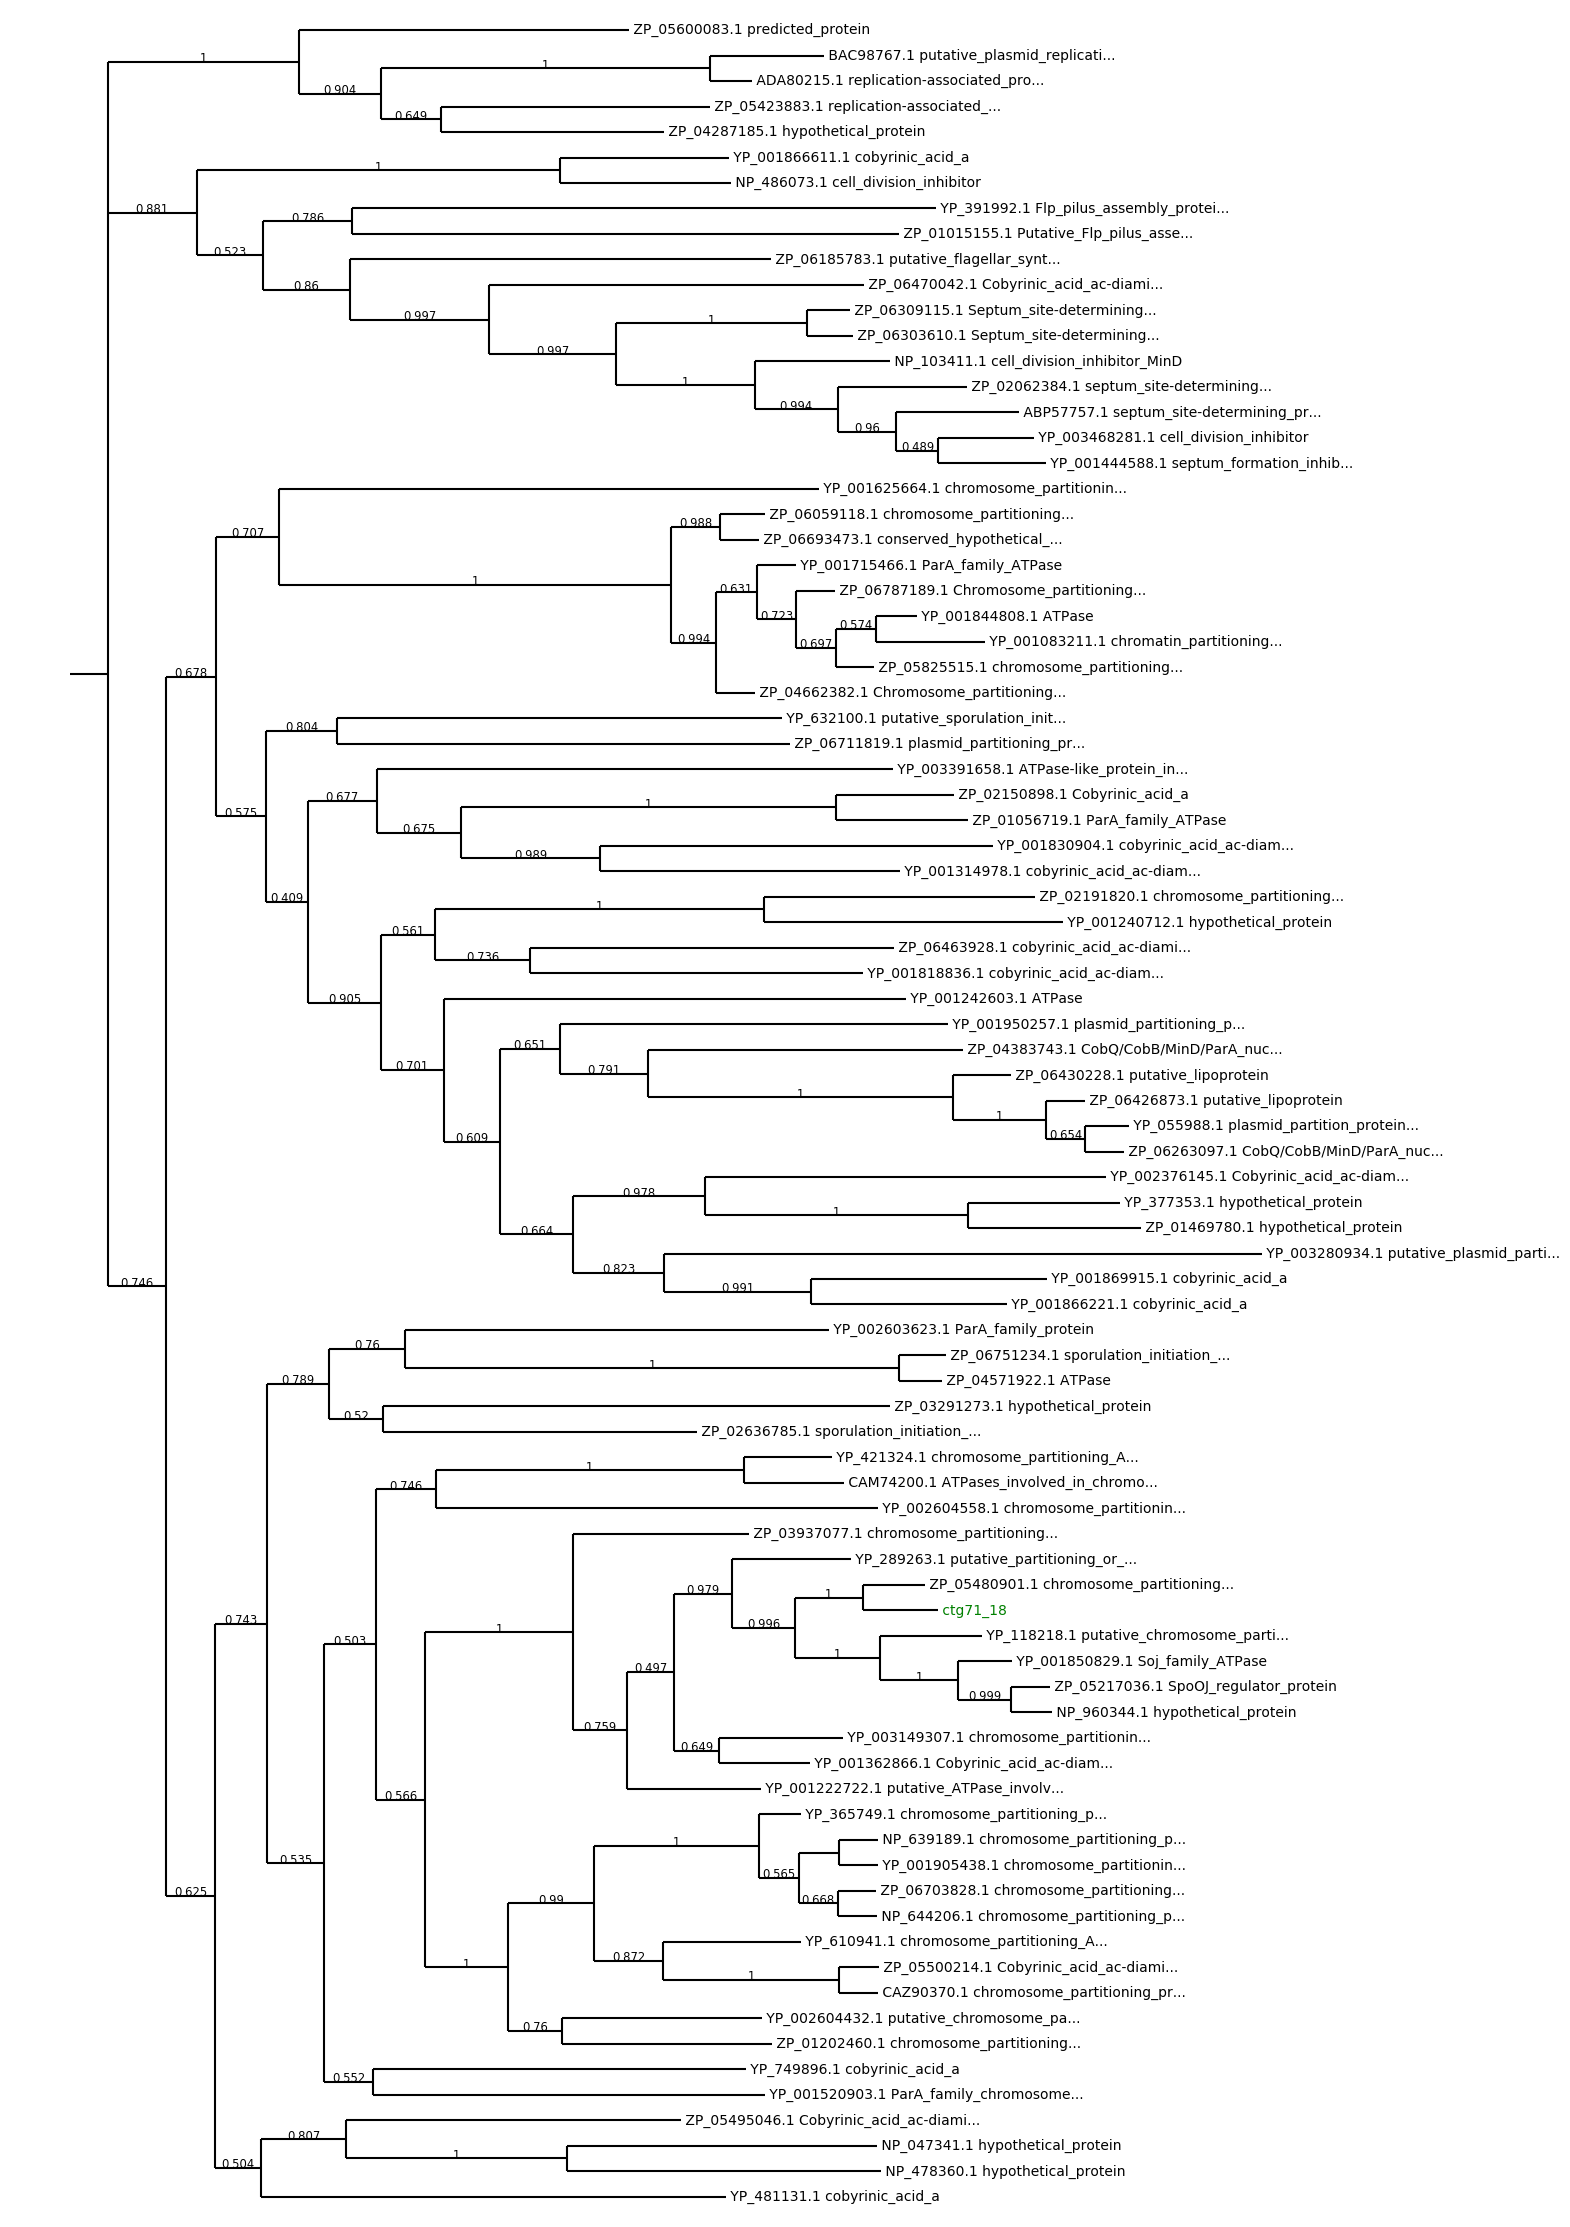 ZP_05600083.1 predicted_protein
1
BAC98767.1 putative_plasmid_replicati...
ADA80215.1 replication-associated_pro...
1
0.904
ZP_05423883.1 replication-associated_...
0.649
ZP_04287185.1 hypothetical_protein
YP_001866611.1 cobyrinic_acid_a
1
NP_486073.1 cell_division_inhibitor
0.881
YP_391992.1 Flp_pilus_assembly_protei...
0.786
ZP_01015155.1 Putative_Flp_pilus_asse...
0.523
ZP_06185783.1 putative_flagellar_synt...
0.86
ZP_06470042.1 Cobyrinic_acid_ac-diami...
0.997
ZP_06309115.1 Septum_site-determining...
1
ZP_06303610.1 Septum_site-determining...
0.997
NP_103411.1 cell_division_inhibitor_MinD
1
ZP_02062384.1 septum_site-determining...
0.994
ABP57757.1 septum_site-determining_pr...
0.96
YP_003468281.1 cell_division_inhibitor
0.489
YP_001444588.1 septum_formation_inhib...
YP_001625664.1 chromosome_partitionin...
0.707
ZP_06059118.1 chromosome_partitioning...
0.988
ZP_06693473.1 conserved_hypothetical_...
1
YP_001715466.1 ParA_family_ATPase
0.631
ZP_06787189.1 Chromosome_partitioning...
0.723
YP_001844808.1 ATPase
0.574
YP_001083211.1 chromatin_partitioning...
0.994
0.697
ZP_05825515.1 chromosome_partitioning...
0.678
ZP_04662382.1 Chromosome_partitioning...
YP_632100.1 putative_sporulation_init...
0.804
ZP_06711819.1 plasmid_partitioning_pr...
YP_003391658.1 ATPase-like_protein_in...
0.575
0.677
ZP_02150898.1 Cobyrinic_acid_a
1
ZP_01056719.1 ParA_family_ATPase
0.675
YP_001830904.1 cobyrinic_acid_ac-diam...
0.989
YP_001314978.1 cobyrinic_acid_ac-diam...
0.409
ZP_02191820.1 chromosome_partitioning...
1
YP_001240712.1 hypothetical_protein
0.561
ZP_06463928.1 cobyrinic_acid_ac-diami...
0.736
YP_001818836.1 cobyrinic_acid_ac-diam...
0.905
YP_001242603.1 ATPase
YP_001950257.1 plasmid_partitioning_p...
0.651
ZP_04383743.1 CobQ/CobB/MinD/ParA_nuc...
0.701
0.791
ZP_06430228.1 putative_lipoprotein
1
ZP_06426873.1 putative_lipoprotein
1
YP_055988.1 plasmid_partition_protein...
0.654
ZP_06263097.1 CobQ/CobB/MinD/ParA_nuc...
0.609
YP_002376145.1 Cobyrinic_acid_ac-diam...
0.978
YP_377353.1 hypothetical_protein
1
ZP_01469780.1 hypothetical_protein
0.664
YP_003280934.1 putative_plasmid_parti...
0.823
YP_001869915.1 cobyrinic_acid_a
0.746
0.991
YP_001866221.1 cobyrinic_acid_a
YP_002603623.1 ParA_family_protein
0.76
ZP_06751234.1 sporulation_initiation_...
1
ZP_04571922.1 ATPase
0.789
ZP_03291273.1 hypothetical_protein
0.52
ZP_02636785.1 sporulation_initiation_...
YP_421324.1 chromosome_partitioning_A...
1
CAM74200.1 ATPases_involved_in_chromo...
0.746
YP_002604558.1 chromosome_partitionin...
ZP_03937077.1 chromosome_partitioning...
YP_289263.1 putative_partitioning_or_...
ZP_05480901.1 chromosome_partitioning...
0.979
1
ctg71_18
0.743
1
0.996
YP_118218.1 putative_chromosome_parti...
0.503
1
YP_001850829.1 Soj_family_ATPase
0.497
1
ZP_05217036.1 SpoOJ_regulator_protein
0.999
NP_960344.1 hypothetical_protein
0.759
YP_003149307.1 chromosome_partitionin...
0.649
YP_001362866.1 Cobyrinic_acid_ac-diam...
YP_001222722.1 putative_ATPase_involv...
0.566
YP_365749.1 chromosome_partitioning_p...
1
NP_639189.1 chromosome_partitioning_p...
0.535
YP_001905438.1 chromosome_partitionin...
0.565
0.625
ZP_06703828.1 chromosome_partitioning...
0.99
0.668
NP_644206.1 chromosome_partitioning_p...
YP_610941.1 chromosome_partitioning_A...
0.872
ZP_05500214.1 Cobyrinic_acid_ac-diami...
1
1
CAZ90370.1 chromosome_partitioning_pr...
YP_002604432.1 putative_chromosome_pa...
0.76
ZP_01202460.1 chromosome_partitioning...
YP_749896.1 cobyrinic_acid_a
0.552
YP_001520903.1 ParA_family_chromosome...
ZP_05495046.1 Cobyrinic_acid_ac-diami...
0.807
NP_047341.1 hypothetical_protein
1
0.504
NP_478360.1 hypothetical_protein
YP_481131.1 cobyrinic_acid_a